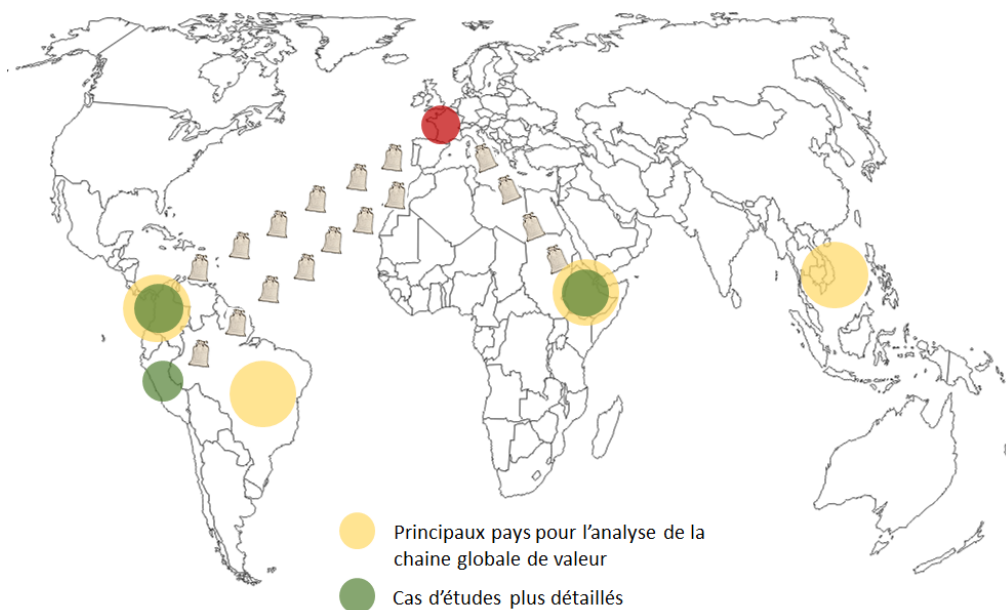 Principaux pays pour l'analyse de la
chaine globale de valeur
Cas d'études plus détaillés